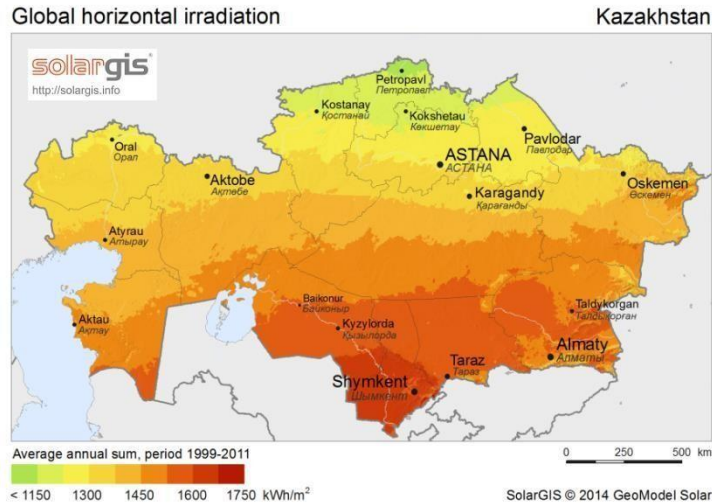 Global horizontal irradiation
Kazakhstan
solargis
http://solargis.info
Petropavl
Петропавл
Kostanay
Қостанай
Kokshetau
Көкшетау
Pavlodar
Павлодар
Oral
Орал
ASTANA
АСТАНА
Aktobe
Ақтөбе
Oskemen
Өскемен
Karagandy
Қарағанды
Atyrau
Атырау
Baikonur
Байконыр
Taldykorgan
Талдықорған
Aktau
Ақтау
Kyzylorda
Қызылорда
Almaty
Алматы
Taraz
Тараз
Shymkent
Шымкент
Average annual sum, period 1999-2011
0 250 500 km
< 1150 1300 1450 1600 1750 kWh/m²
SolarGIS © 2014 GeoModel Solar